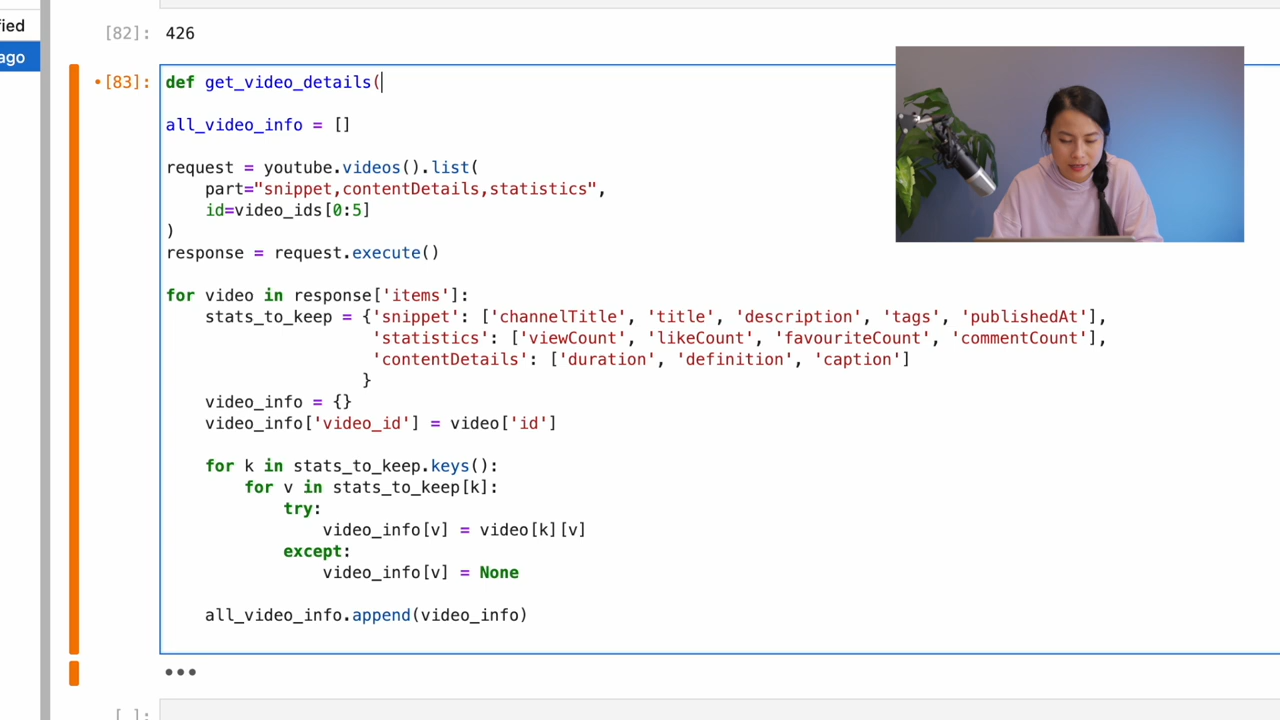 fied
ago
[82]: 426
•[83]: def get_video_details(
all_video_info = []
request = youtube.videos().list(
    part="snippet,contentDetails,statistics",
    id=video_ids[0:5]
)
response = request.execute()
for video in response['items']:
    stats_to_keep = {'snippet': ['channelTitle', 'title', 'description', 'tags', 'publishedAt'],
                     'statistics': ['viewCount', 'likeCount', 'favouriteCount', 'commentCount'],
                     'contentDetails': ['duration', 'definition', 'caption']
                    }
    video_info = {}
    video_info['video_id'] = video['id']
    for k in stats_to_keep.keys():
        for v in stats_to_keep[k]:
            try:
                video_info[v] = video[k][v]
            except:
                video_info[v] = None
    all_video_info.append(video_info)
•••
[ ]: